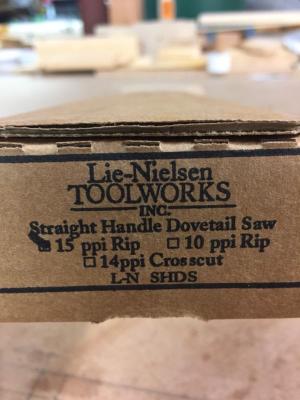 Lie-Nielsen
TOOLWORKS
INC.
Straight Handle Dovetail Saw
15 ppi Rip 10 ppi Rip
14ppi Crosscut
L-N SHDS